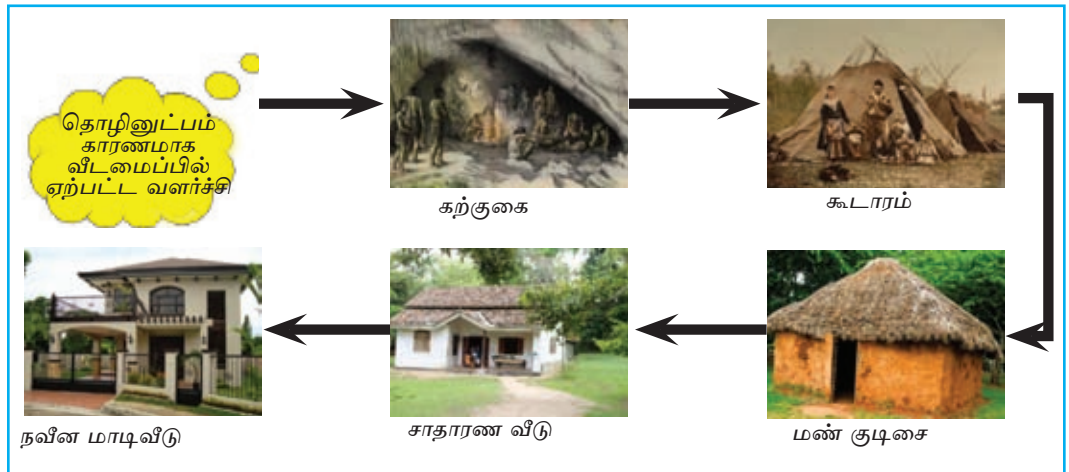 தொழினுட்பம்
காரணமாக
வீடமைப்பில்
ஏற்பட்ட வளர்ச்சி
கற்குகை
கூடாரம்
மண் குடிசை
சாதாரண வீடு
நவீன மாடிவீடு